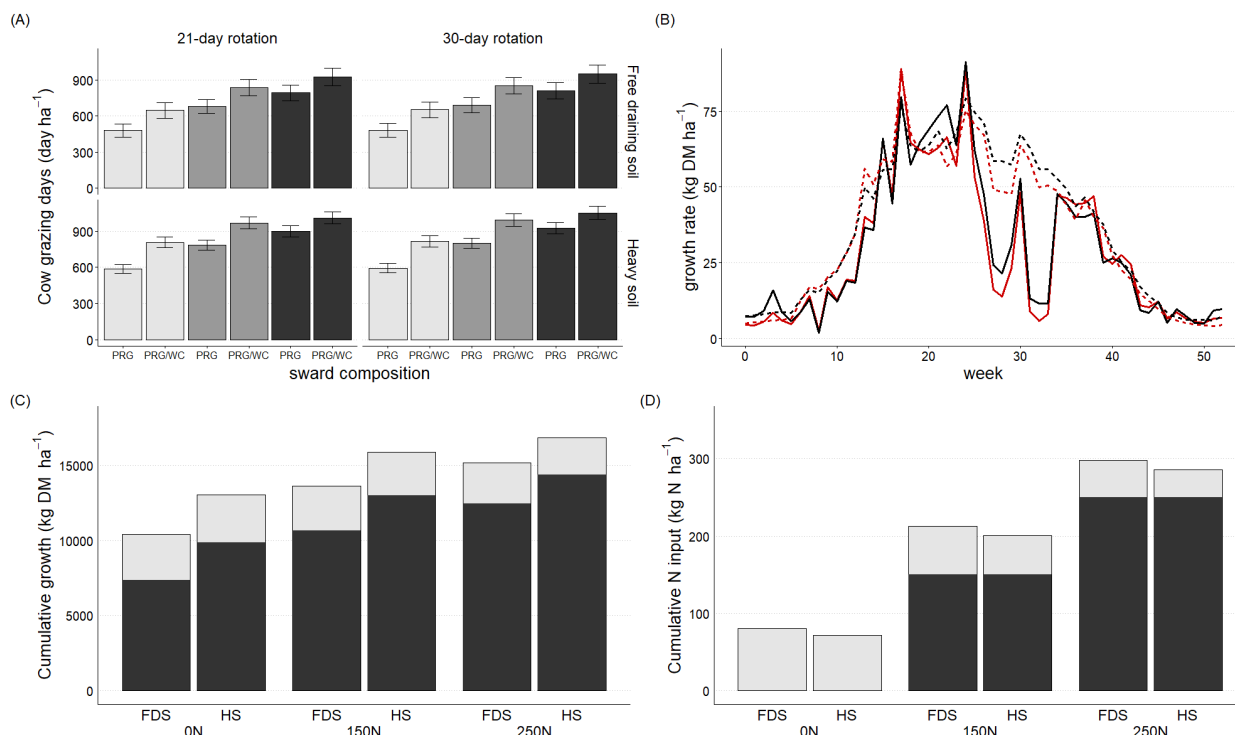 (A)
21-day rotation
30-day rotation
Cow grazing days (day ha⁻¹)
900
600
300
0
Free draining soil
900
600
300
0
Heavy soil
PRG PRG/WC PRG PRG/WC PRG PRG/WC
PRG PRG/WC PRG PRG/WC PRG PRG/WC
sward composition
(B)
growth rate (kg DM ha⁻¹)
75
50
25
0
0 10 20 30 40 50
week
(C)
Cumulative growth (kg DM ha⁻¹)
15000
10000
5000
0
FDS HS FDS HS FDS HS
0N 150N 250N
(D)
Cumulative N input (kg N ha⁻¹)
300
200
100
0
FDS HS FDS HS FDS HS
0N 150N 250N